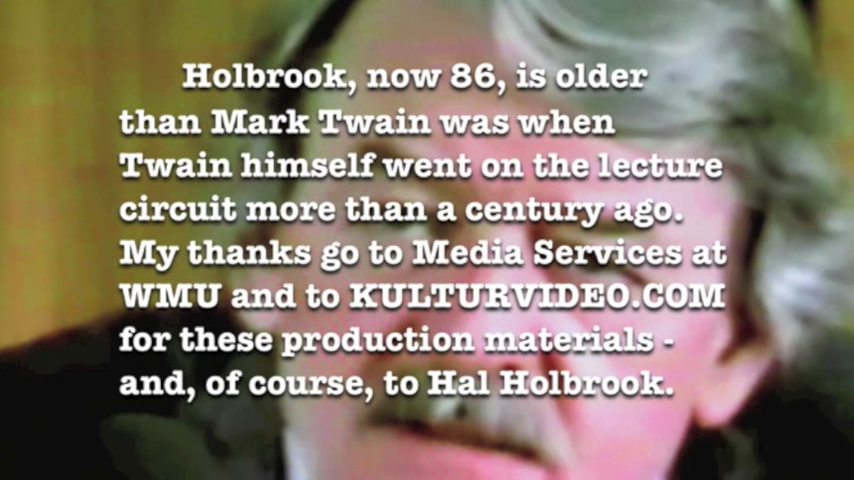 Holbrook, now 86, is older
than Mark Twain was when
Twain himself went on the lecture
circuit more than a century ago.
My thanks go to Media Services at
WMU and to KULTURVIDEO.COM
for these production materials -
and, of course, to Hal Holbrook.